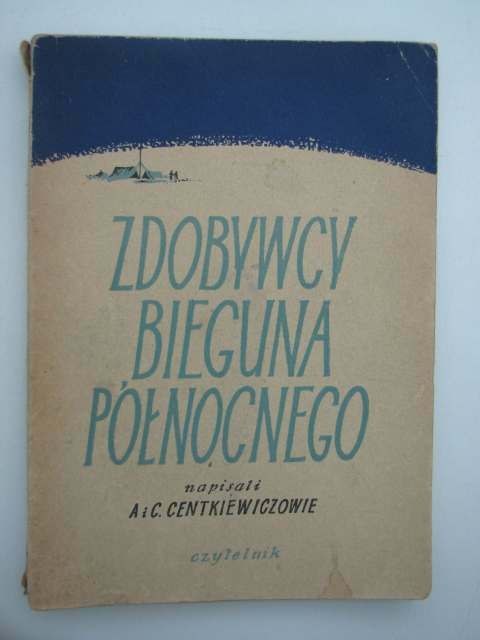 ZDOBYWCY
BIEGUNA
PÓŁNOCNEGO
napisali
A i C. CENTKIEWICZOWIE
czytelnik